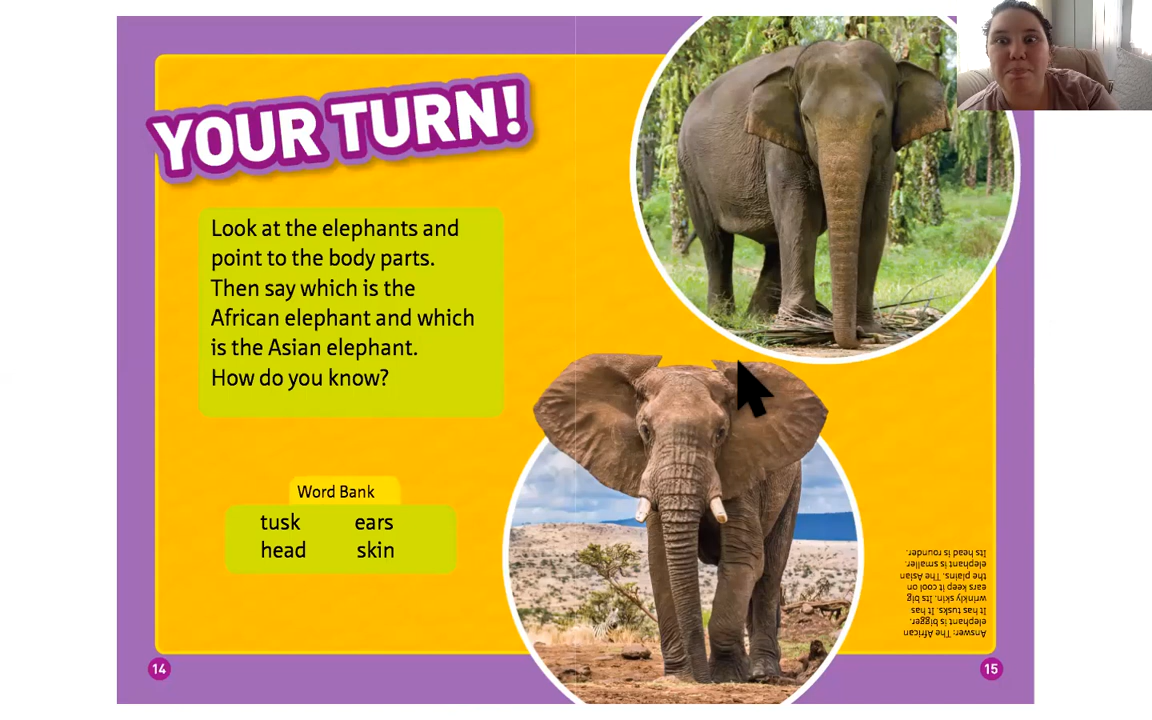 YOUR TURN!
Look at the elephants and
point to the body parts.
Then say which is the
African elephant and which
is the Asian elephant.
How do you know?
Word Bank
tusk ears
head skin
Answer: The African
elephant is bigger.
It has tusks. It has
wrinkly skin. Its big
ears keep it cool on
the plains. The Asian
elephant is smaller.
Its head is rounder.
14
15